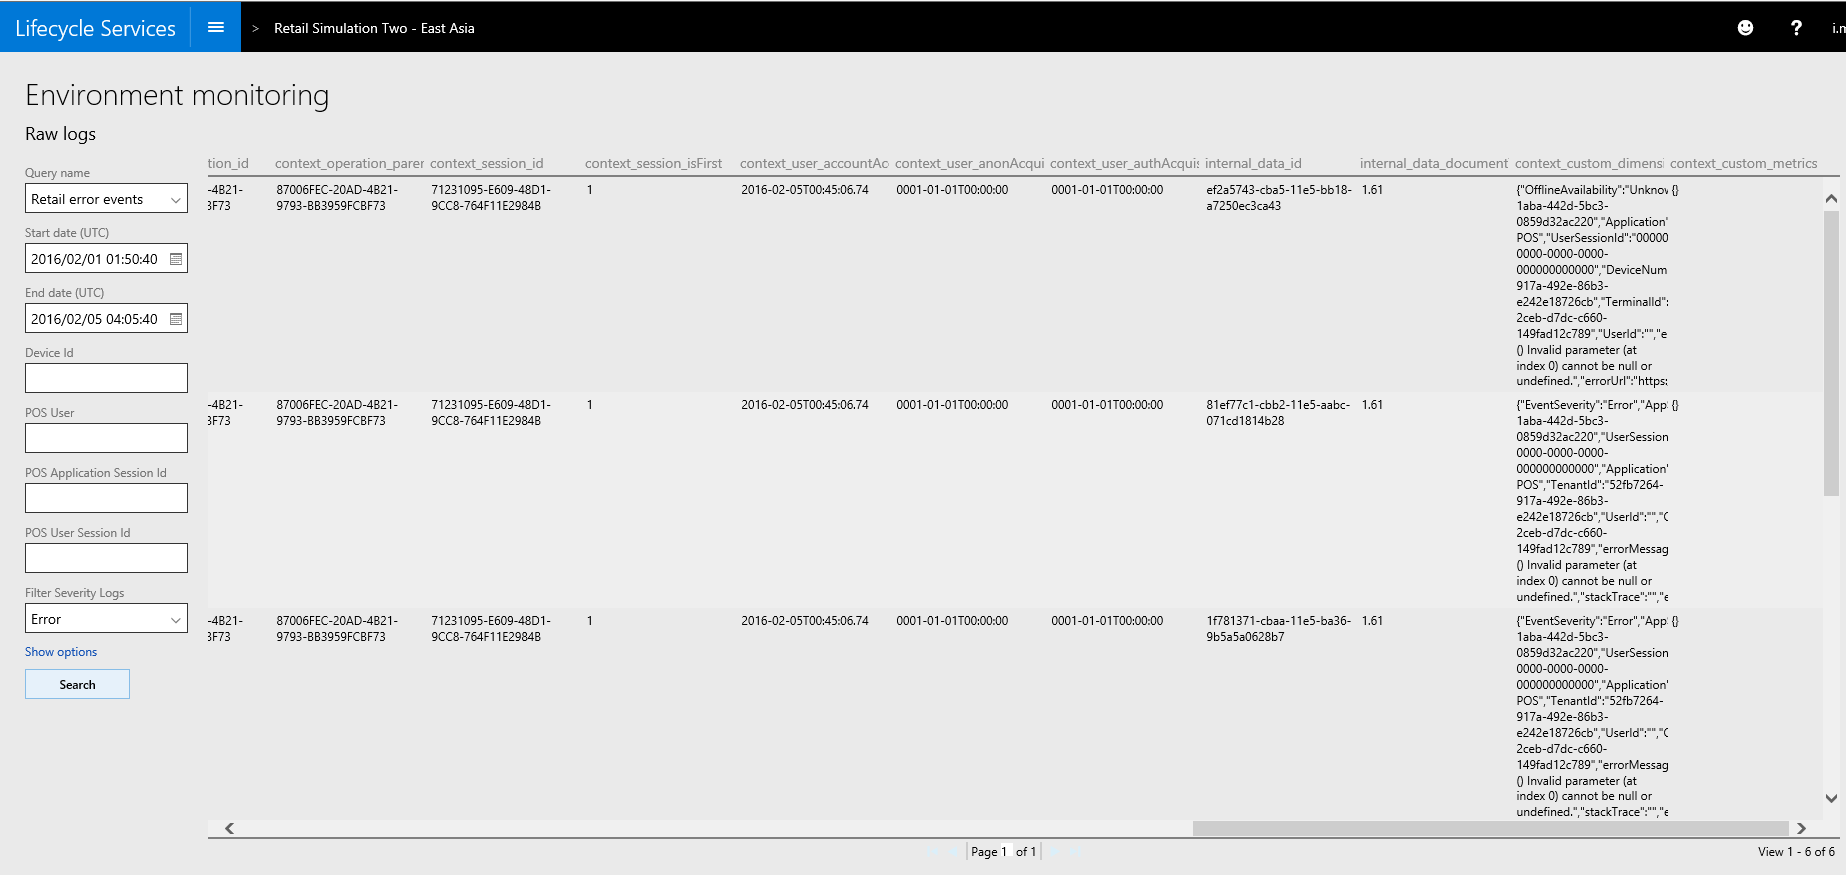 Lifecycle Services
> Retail Simulation Two - East Asia
?
i.n
Environment monitoring
Raw logs
Query name
Retail error events
Start date (UTC)
2016/02/01 01:50:40
End date (UTC)
2016/02/05 04:05:40
Device Id
POS User
POS Application Session Id
POS User Session Id
Filter Severity Logs
Error
Show options
Search
tion_id context_operation_paren context_session_id context_session_isFirst context_user_accountAc context_user_anonAcqui context_user_authAcquis internal_data_id internal_data_document context_custom_dimensi context_custom_metrics
-4B21- 87006FEC-20AD-4B21- 71231095-E609-48D1- 1 2016-02-05T00:45:06.74 0001-01-01T00:00:00 0001-01-01T00:00:00 ef2a5743-cba5-11e5-bb18- 1.61 {"OfflineAvailability":"Unknow {}
3F73 9793-BB3959FCBF73 9CC8-764F11E2984B a7250ec3ca43 1aba-442d-5bc3-
0859d32ac220","Application"
POS","UserSessionId":"00000
0000-0000-0000-
000000000000","DeviceNum
917a-492e-86b3-
e242e18726cb","TerminalId":
2ceb-d7dc-c660-
149fad12c789","UserId":"","e
() Invalid parameter (at
index 0) cannot be null or
undefined.","errorUrl":"https:
-4B21- 87006FEC-20AD-4B21- 71231095-E609-48D1- 1 2016-02-05T00:45:06.74 0001-01-01T00:00:00 0001-01-01T00:00:00 81ef77c1-cbb2-11e5-aabc- 1.61 {"EventSeverity":"Error","App {}
3F73 9793-BB3959FCBF73 9CC8-764F11E2984B 071cd1814b28 1aba-442d-5bc3-
0859d32ac220","UserSession
0000-0000-0000-
000000000000","Application"
POS","TenantId":"52fb7264-
917a-492e-86b3-
e242e18726cb","UserId":"","C
2ceb-d7dc-c660-
149fad12c789","errorMessag
() Invalid parameter (at
index 0) cannot be null or
undefined.","stackTrace":"","e
-4B21- 87006FEC-20AD-4B21- 71231095-E609-48D1- 1 2016-02-05T00:45:06.74 0001-01-01T00:00:00 0001-01-01T00:00:00 1f781371-cbaa-11e5-ba36- 1.61 {"EventSeverity":"Error","App {}
3F73 9793-BB3959FCBF73 9CC8-764F11E2984B 9b5a5a0628b7 1aba-442d-5bc3-
0859d32ac220","UserSession
0000-0000-0000-
000000000000","Application"
POS","TenantId":"52fb7264-
917a-492e-86b3-
e242e18726cb","UserId":"","C
2ceb-d7dc-c660-
149fad12c789","errorMessag
() Invalid parameter (at
index 0) cannot be null or
undefined.","stackTrace":"","e
Page 1 of 1
View 1 - 6 of 6